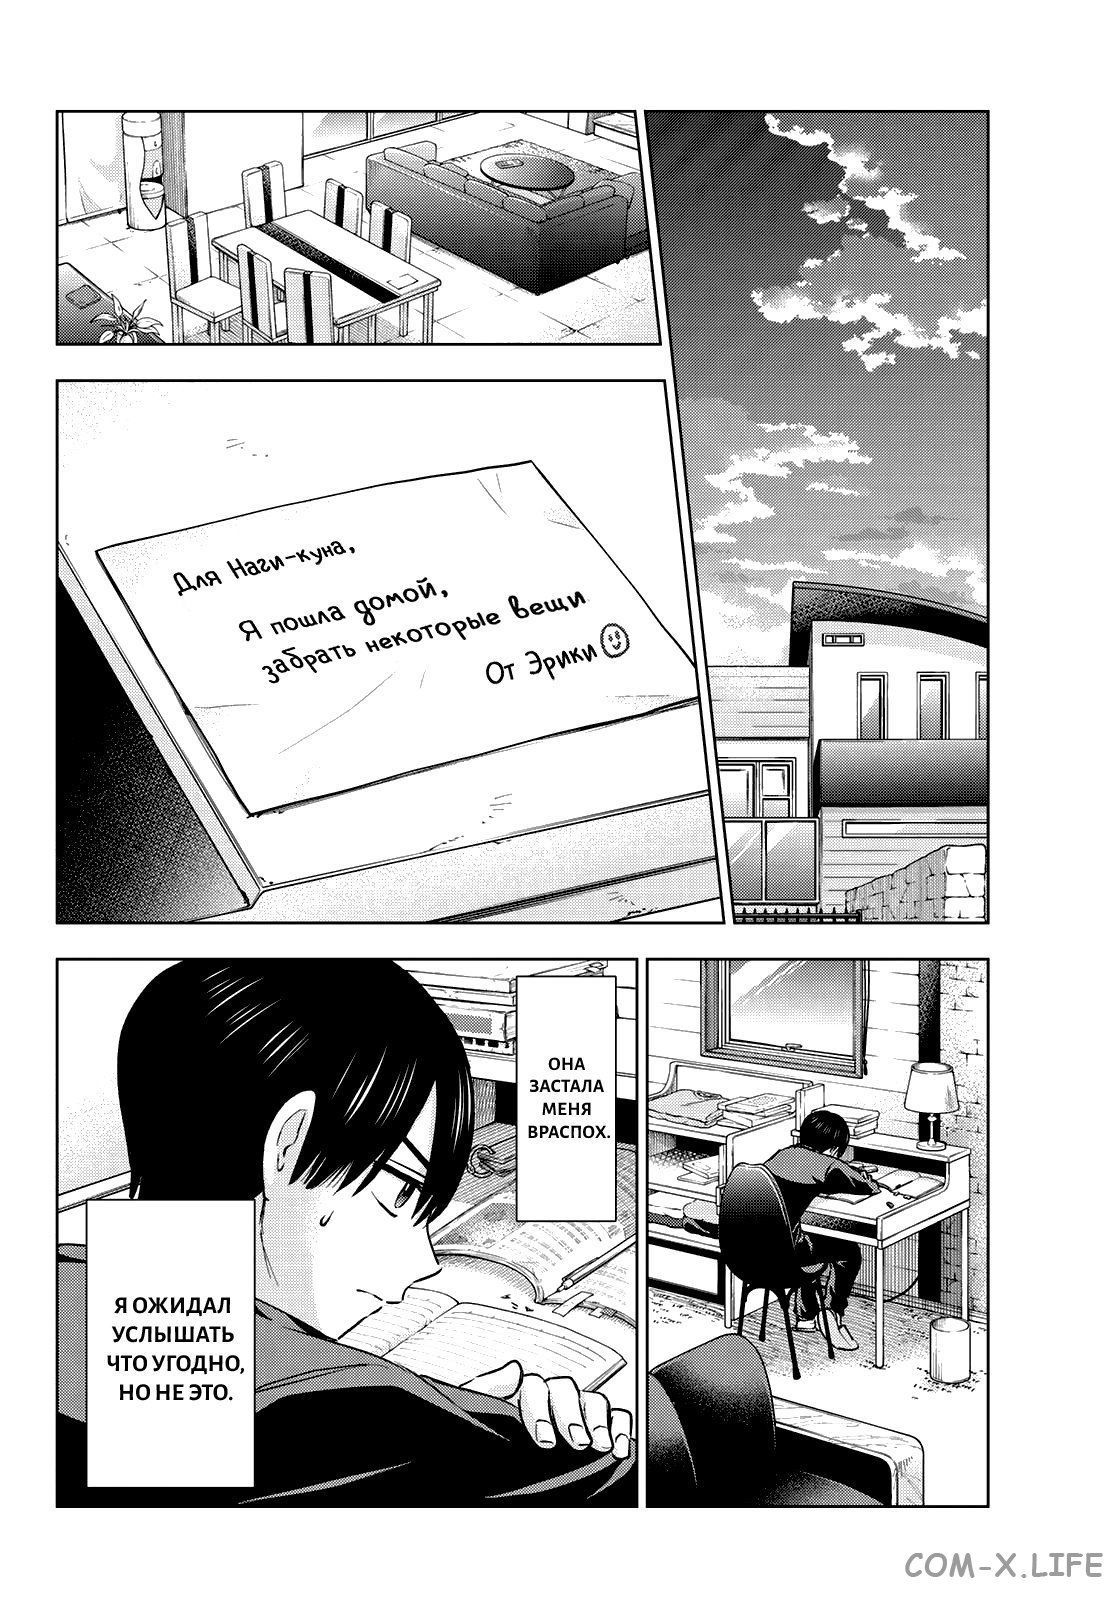 Для Наги-куна,
Я пошла домой,
забрать некоторые вещи
От Эрики
ОНА
ЗАСТАЛА
МЕНЯ
ВРАСПОХ.
Я ОЖИДАЛ
УСЛЫШАТЬ
ЧТО УГОДНО,
НО НЕ ЭТО.
COM-X.LIFE